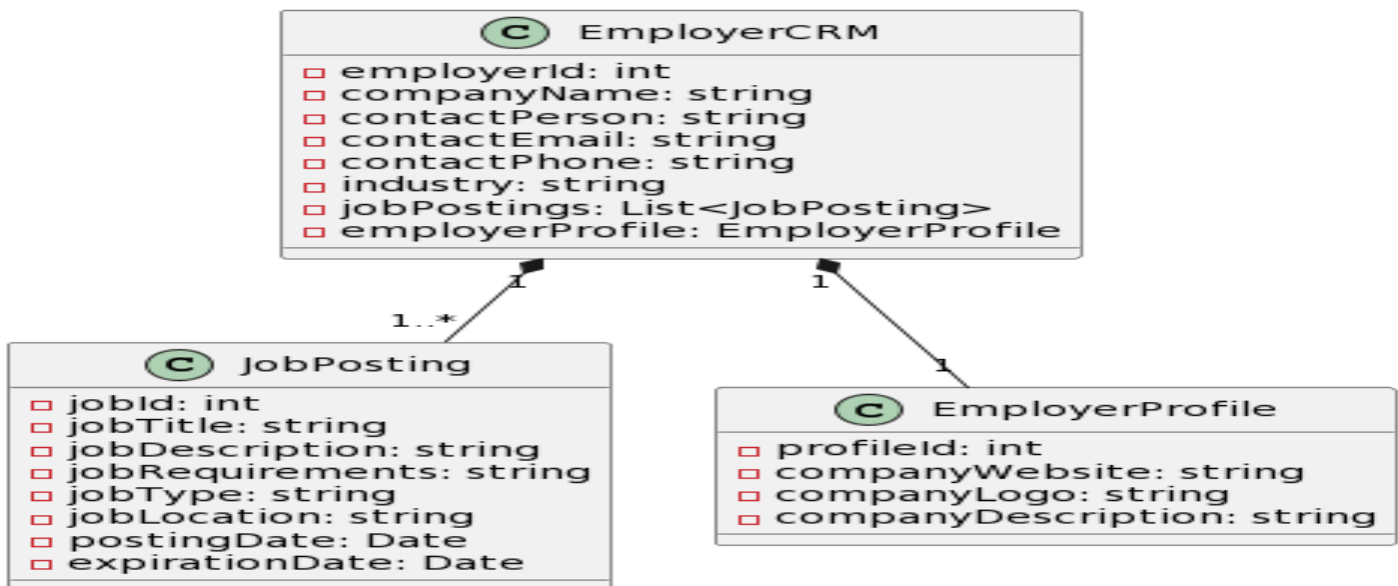 C EmployerCRM
employerId: int
companyName: string
contactPerson: string
contactEmail: string
contactPhone: string
industry: string
jobPostings: List<JobPosting>
employerProfile: EmployerProfile
1
1
1..*
1
C JobPosting
jobId: int
jobTitle: string
jobDescription: string
jobRequirements: string
jobType: string
jobLocation: string
postingDate: Date
expirationDate: Date
C EmployerProfile
profileId: int
companyWebsite: string
companyLogo: string
companyDescription: string